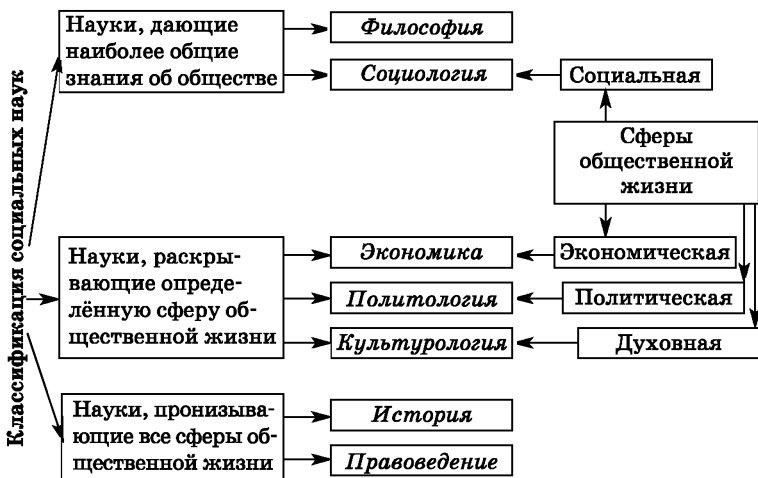 Классификация социальных наук
Науки, дающие
наиболее общие
знания об обществе
Философия
Социология
Социальная
Сферы
общественной
жизни
Науки, раскры-
вающие опреде-
лённую сферу об-
щественной жизни
Экономика
Экономическая
Политология
Политическая
Культурология
Духовная
Науки, пронизыва-
ющие все сферы об-
щественной жизни
История
Правоведение